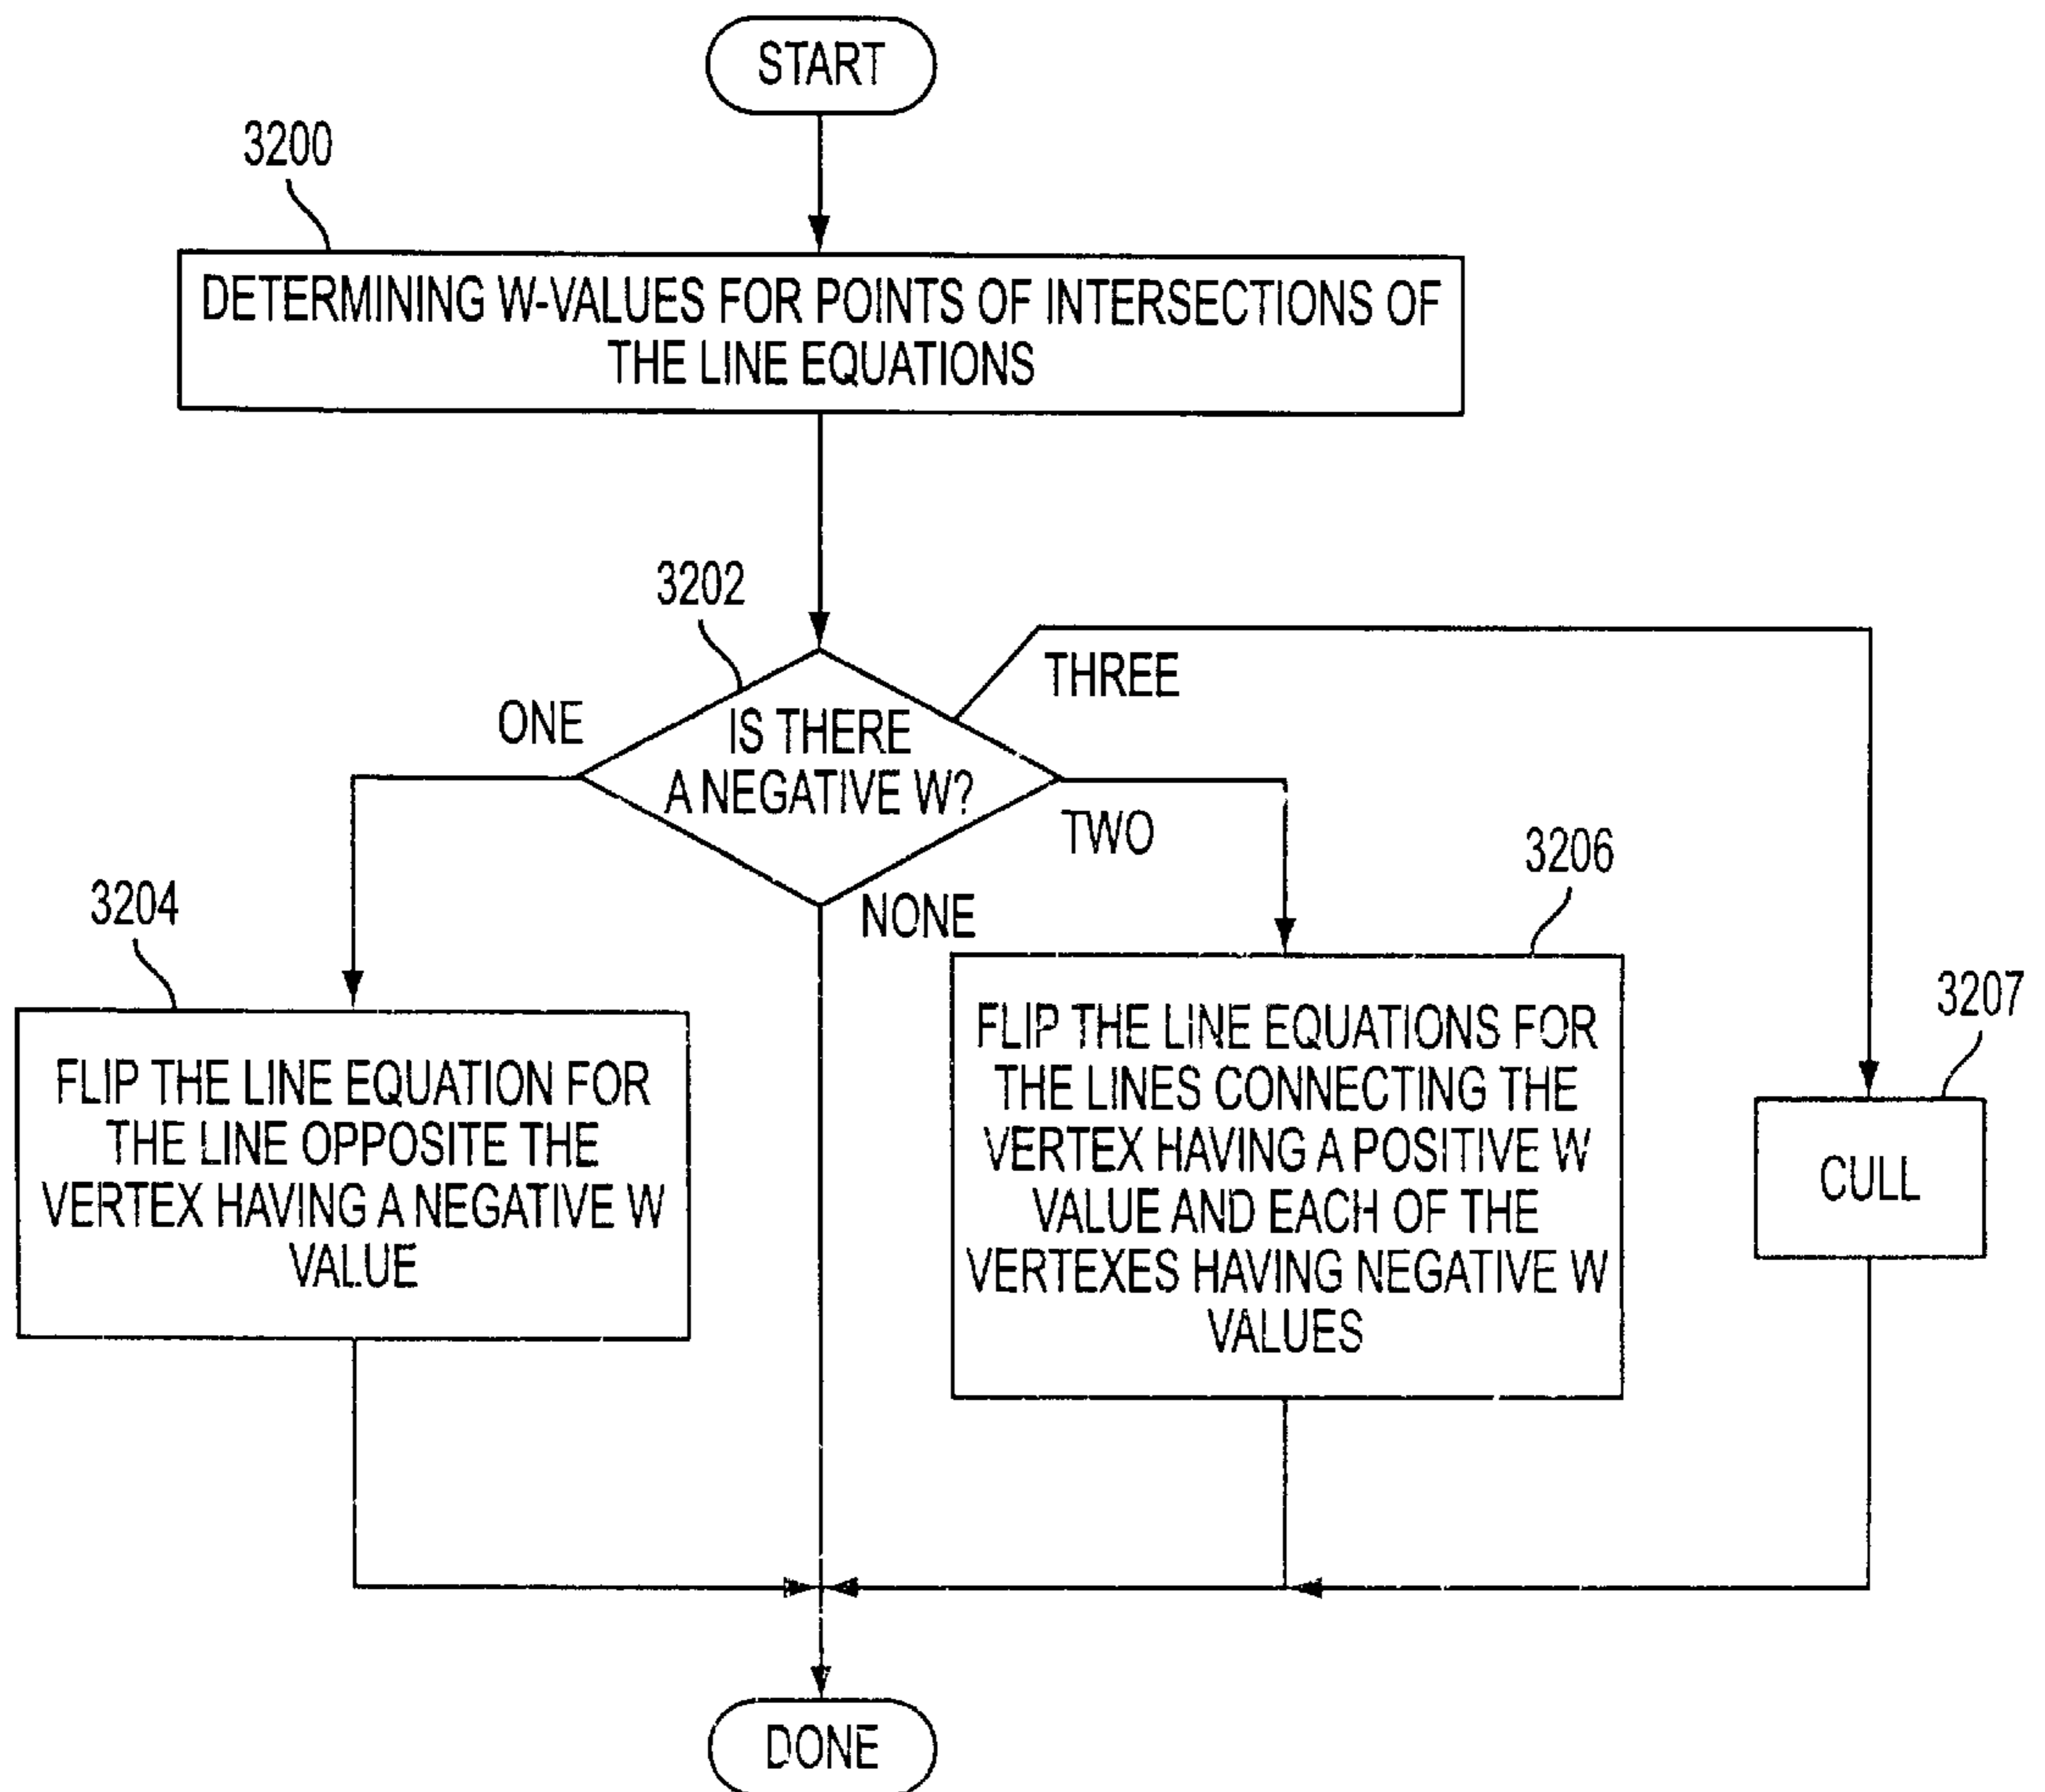 START
3200
DETERMINING W-VALUES FOR POINTS OF INTERSECTIONS OF
THE LINE EQUATIONS
3202
ONE
IS THERE
A NEGATIVE W?
THREE
TWO
NONE
3204
FLIP THE LINE EQUATION FOR
THE LINE OPPOSITE THE
VERTEX HAVING A NEGATIVE W
VALUE
3206
FLIP THE LINE EQUATIONS FOR
THE LINES CONNECTING THE
VERTEX HAVING A POSITIVE W
VALUE AND EACH OF THE
VERTEXES HAVING NEGATIVE W
VALUES
3207
CULL
DONE